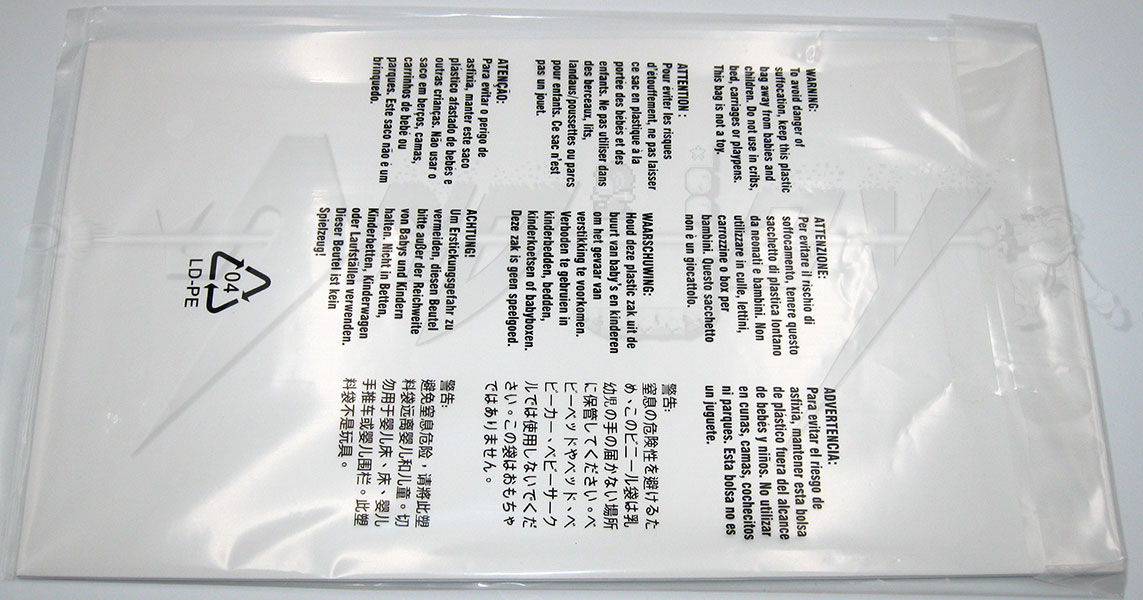 WARNING:
To avoid danger of
suffocation, keep this plastic
bag away from babies and
children. Do not use in cribs,
bed, carriages or playpens.
This bag is not a toy.
ATTENZIONE:
Per evitare il rischio di
soffocamento, tenere questo
sacchetto di plastica lontano
da neonati e bambini. Non
utilizzare in culle, lettini,
carrozzine o box per
bambini. Questo sacchetto
non è un giocattolo.
ADVERTENCIA:
Para evitar el riesgo de
asfixia, mantener esta bolsa
de plástico fuera del alcance
de bebés y niños. No utilizar
en cunas, camas, cochecitos
ni parques. Esta bolsa no es
un juguete.
ATTENTION :
Pour éviter les risques
d'étouffement, ne pas laisser
ce sac en plastique à la
portée des bébés et des
enfants. Ne pas utiliser dans
des berceaux, lits,
landaus/poussettes ou parcs
pour enfants. Ce sac n'est
pas un jouet.
WAARSCHUWING:
Houd deze plastic zak uit de
buurt van baby's en kinderen
om het gevaar van
verstikking te voorkomen.
Verboden te gebruiken in
kinderbedden, bedden,
kinderkoetsen of babyboxen.
Deze zak is geen speelgoed.
警告:
窒息の危険性を避けるた
め、このビニール袋は乳
幼児の手の届かない場所
に保管してください。ベ
ビーベッドやベッド、ベ
ビーカー、ベビーサーク
ルでは使用しないでくだ
さい。この袋はおもちゃ
ではありません。
ATENÇÃO:
Para evitar o perigo de
asfixia, manter este saco
plástico afastado de bebés e
outras crianças. Não usar o
saco em berços, camas,
carrinhos de bebé ou
parques. Este saco não é um
brinquedo.
ACHTUNG!
Um Erstickungsgefahr zu
vermeiden, diesen Beutel
bitte außer der Reichweite
von Babys und Kindern
halten. Nicht in Betten,
Kinderbetten, Kinderwagen
oder Laufställen verwenden.
Dieser Beutel ist kein
Spielzeug!
警告:
避免窒息危险，请將此塑
料袋远离婴儿和儿童。切
勿用于婴儿床、床、婴儿
手推车或婴儿围栏。此塑
料袋不是玩具。
04
LD-PE